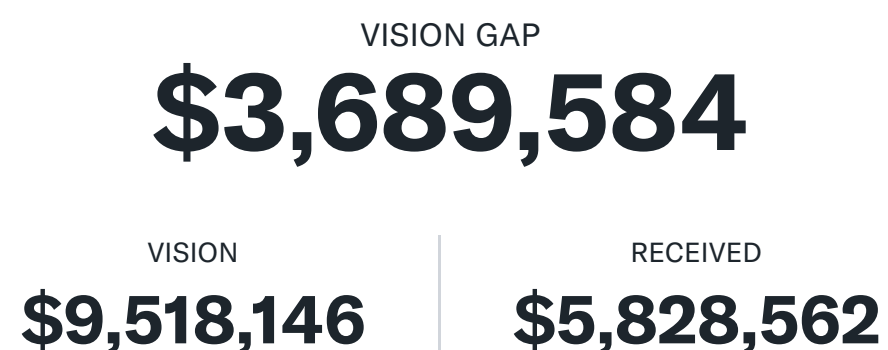 VISION GAP
$3,689,584
VISION
$9,518,146
RECEIVED
$5,828,562